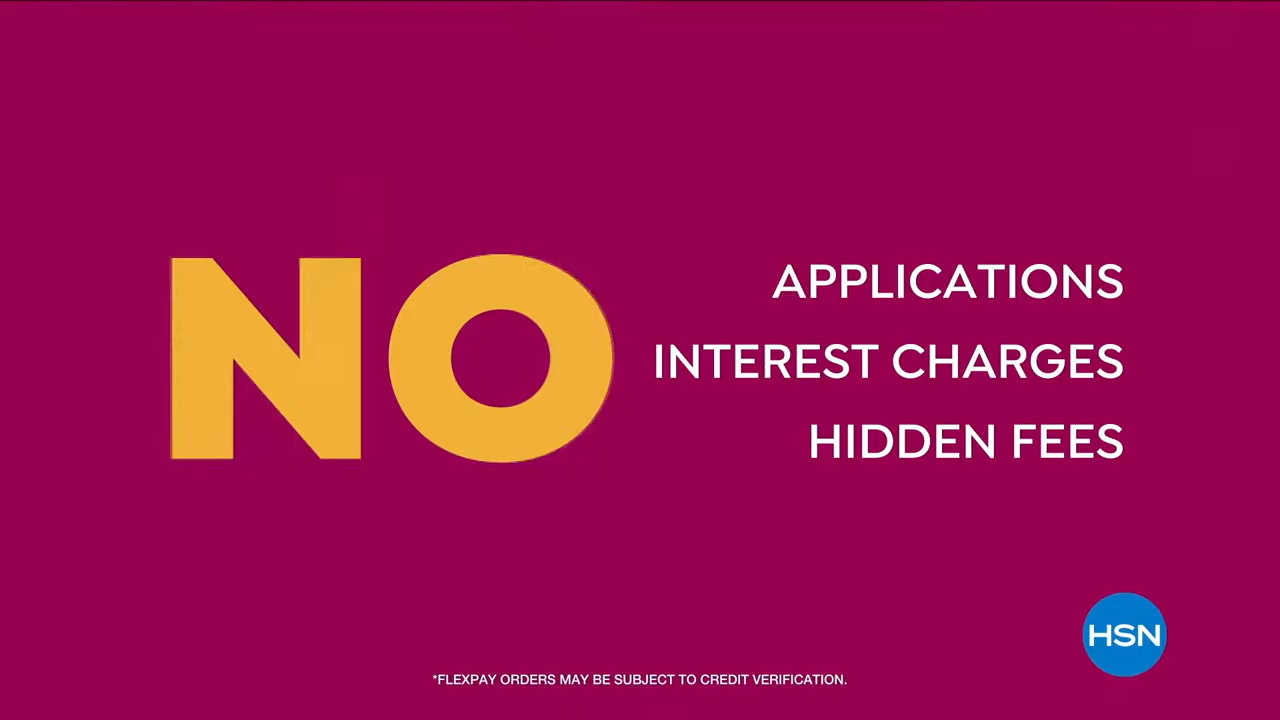 NO
APPLICATIONS
INTEREST CHARGES
HIDDEN FEES
HSN
*FLEXPAY ORDERS MAY BE SUBJECT TO CREDIT VERIFICATION.